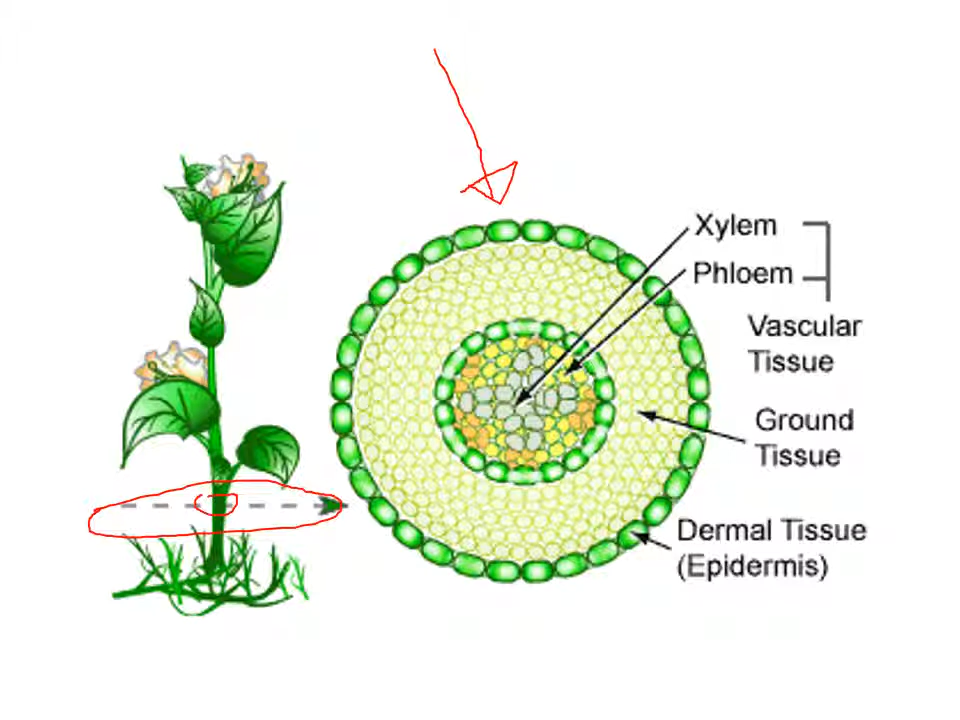 Xylem
Phloem
Vascular
Tissue
Ground
Tissue
Dermal Tissue
(Epidermis)